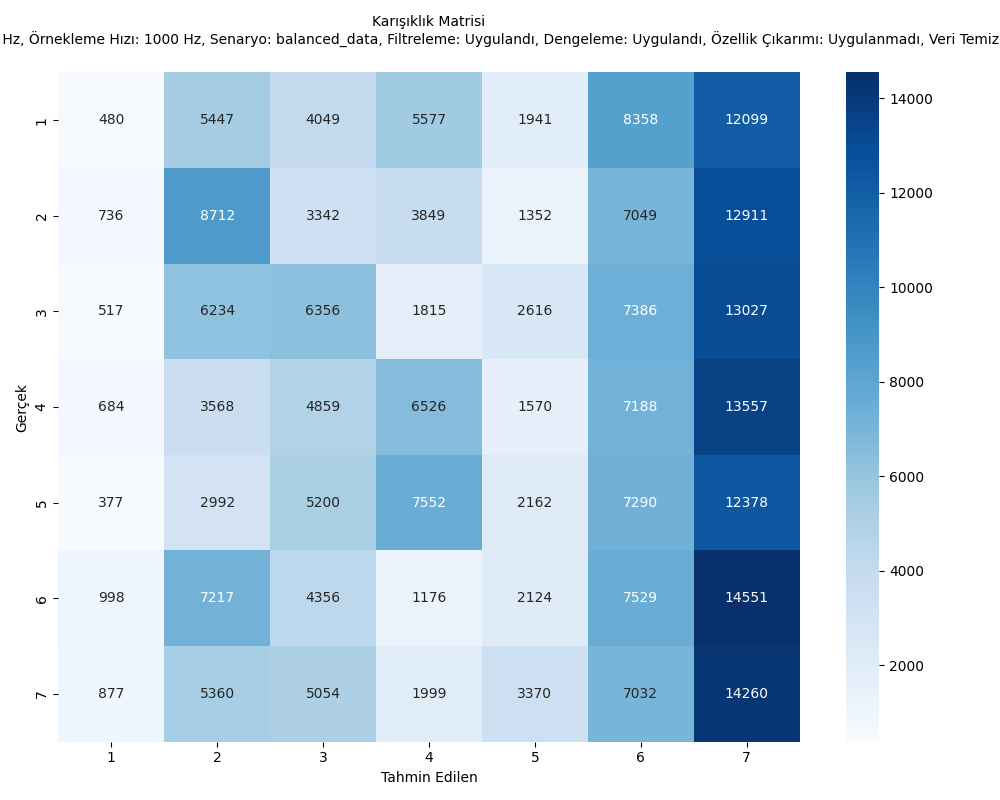 Karışıklık Matrisi
Hz, Örnekleme Hızı: 1000 Hz, Senaryo: balanced_data, Filtreleme: Uygulandı, Dengeleme: Uygulandı, Özellik Çıkarımı: Uygulanmadı, Veri Temiz
1 480 5447 4049 5577 1941 8358 12099
2 736 8712 3342 3849 1352 7049 12911
3 517 6234 6356 1815 2616 7386 13027
4 684 3568 4859 6526 1570 7188 13557
5 377 2992 5200 7552 2162 7290 12378
6 998 7217 4356 1176 2124 7529 14551
7 877 5360 5054 1999 3370 7032 14260
1 2 3 4 5 6 7
Gerçek
Tahmin Edilen
14000
12000
10000
8000
6000
4000
2000